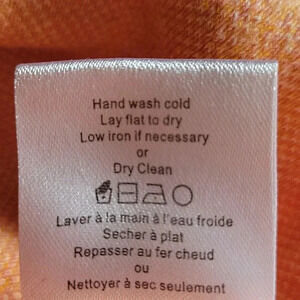 Hand wash cold
Lay flat to dry
Low iron if necessary
or
Dry Clean
Laver à la main à l'eau froide
Secher à plat
Repasser au fer cheud
ou
Nettoyer à sec seulement